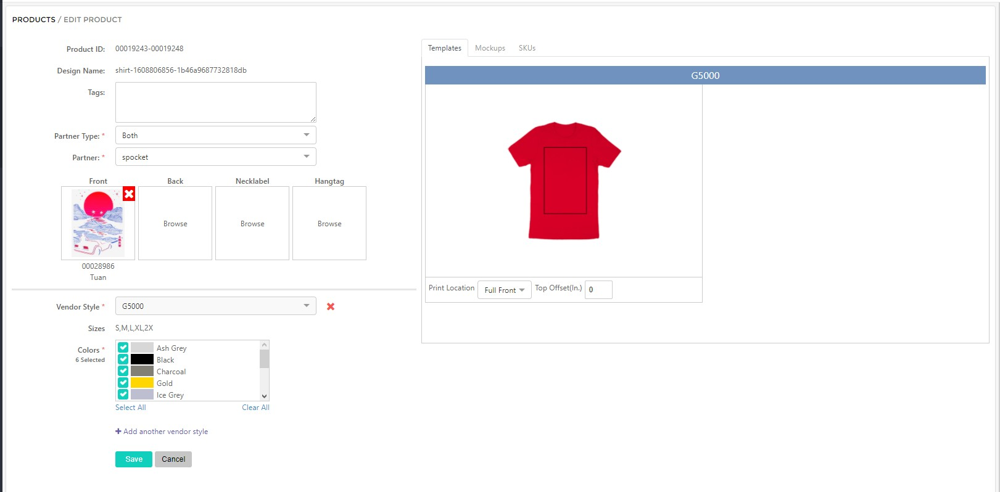 PRODUCTS / EDIT PRODUCT
Product ID: 00019243-00019248
Design Name: shirt-1608806856-1b46a9687732818db
Tags:
Partner Type: * Both
Partner: * spocket
Front Back Necklabel Hangtag
Browse Browse Browse
00028986
Tuan
Vendor Style * G5000
Sizes S,M,L,XL,2X
Colors *
6 Selected
Ash Grey
Black
Charcoal
Gold
Ice Grey
Select All Clear All
Add another vendor style
Save Cancel
Templates Mockups SKUs
G5000
Print Location Full Front Top Offset(In.) 0